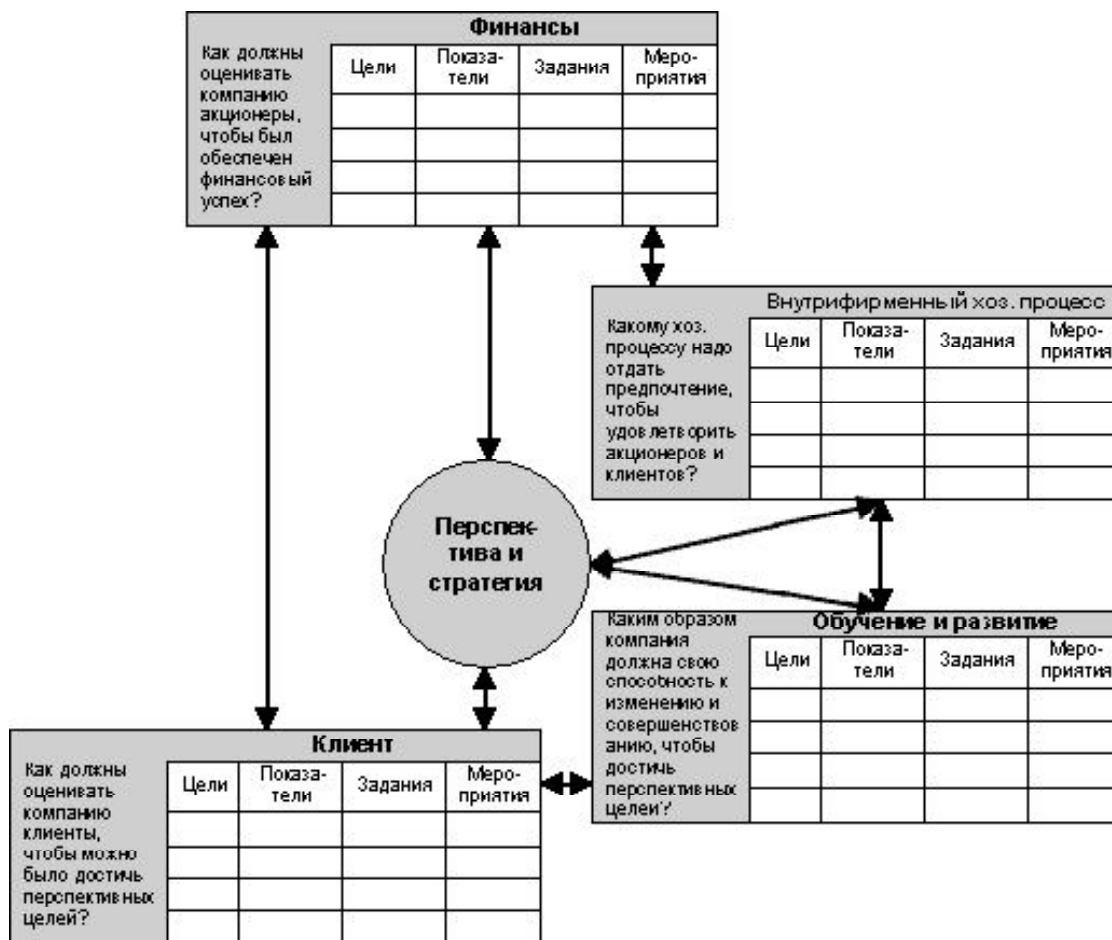 Финансы
Как должны
оценивать
компанию
акционеры,
чтобы был
обеспечен
финансовый
успех?
Цели
Показа-
тели
Задания
Меро-
приятия
Внутрифирменный хоз. процесс
Какому хоз.
процессу надо
отдать
предпочтение,
чтобы
удовлетворить
акционеров и
клиентов?
Цели
Показа-
тели
Задания
Меро-
приятия
Перспек-
тива и
стратегия
Обучение и развитие
Каким образом
компания
должна свою
способность к
изменению и
совершенствов
анию, чтобы
достичь
перспективных
целей?
Цели
Показа-
тели
Задания
Меро-
приятия
Клиент
Как должны
оценивать
компанию
клиенты,
чтобы можно
было достичь
перспективных
целей?
Цели
Показа-
тели
Задания
Меро-
приятия